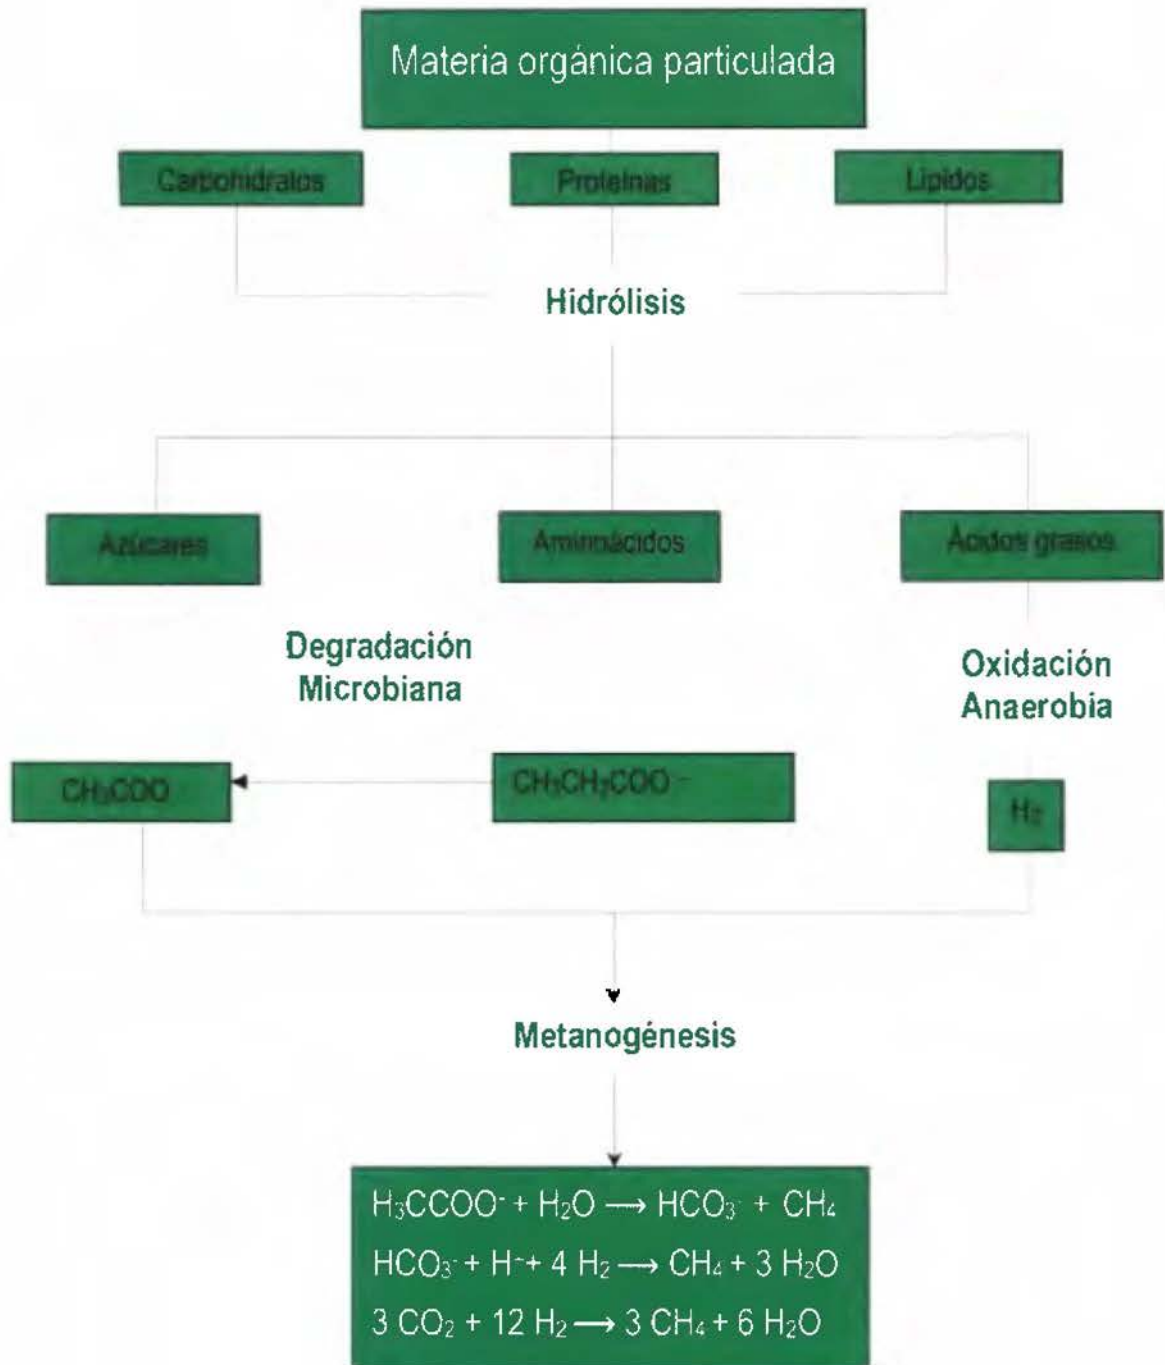 Materia orgánica particulada
Carbohidratos
Proteínas
Lípidos
Hidrólisis
Azúcares
Aminoácidos
Ácidos grasos
Degradación
Microbiana
Oxidación
Anaerobia
CH₃COO
CH₃CH₂COO⁻
H₂
Metanogénesis
H₃CCOO⁻ + H₂O → HCO₃⁻ + CH₄
HCO₃⁻ + H⁺ + 4 H₂ → CH₄ + 3 H₂O
3 CO₂ + 12 H₂ → 3 CH₄ + 6 H₂O